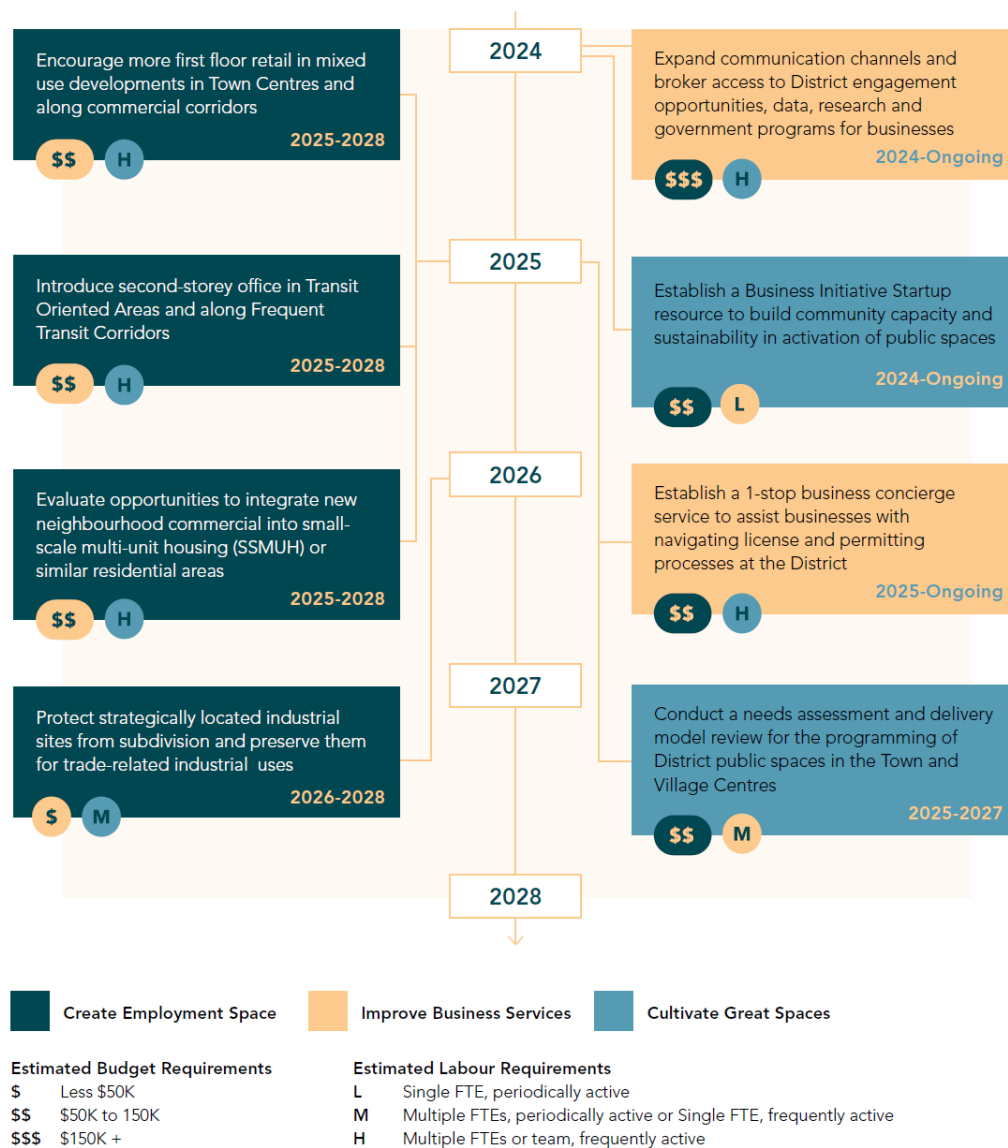 2024
Encourage more first floor retail in mixed
use developments in Town Centres and
along commercial corridors
2025-2028
$$
H
Expand communication channels and
broker access to District engagement
opportunities, data, research and
government programs for businesses
2024-Ongoing
$$$
H
2025
Introduce second-storey office in Transit
Oriented Areas and along Frequent
Transit Corridors
2025-2028
$$
H
Establish a Business Initiative Startup
resource to build community capacity and
sustainability in activation of public spaces
2024-Ongoing
$$
L
2026
Evaluate opportunities to integrate new
neighbourhood commercial into small-
scale multi-unit housing (SSMUH) or
similar residential areas
2025-2028
$$
H
Establish a 1-stop business concierge
service to assist businesses with
navigating license and permitting
processes at the District
2025-Ongoing
$$
H
2027
Protect strategically located industrial
sites from subdivision and preserve them
for trade-related industrial uses
2026-2028
$
M
Conduct a needs assessment and delivery
model review for the programming of
District public spaces in the Town and
Village Centres
2025-2027
$$
M
2028
Create Employment Space
Improve Business Services
Cultivate Great Spaces
Estimated Budget Requirements
$ Less $50K
$$ $50K to 150K
$$$ $150K +
Estimated Labour Requirements
L Single FTE, periodically active
M Multiple FTEs, periodically active or Single FTE, frequently active
H Multiple FTEs or team, frequently active